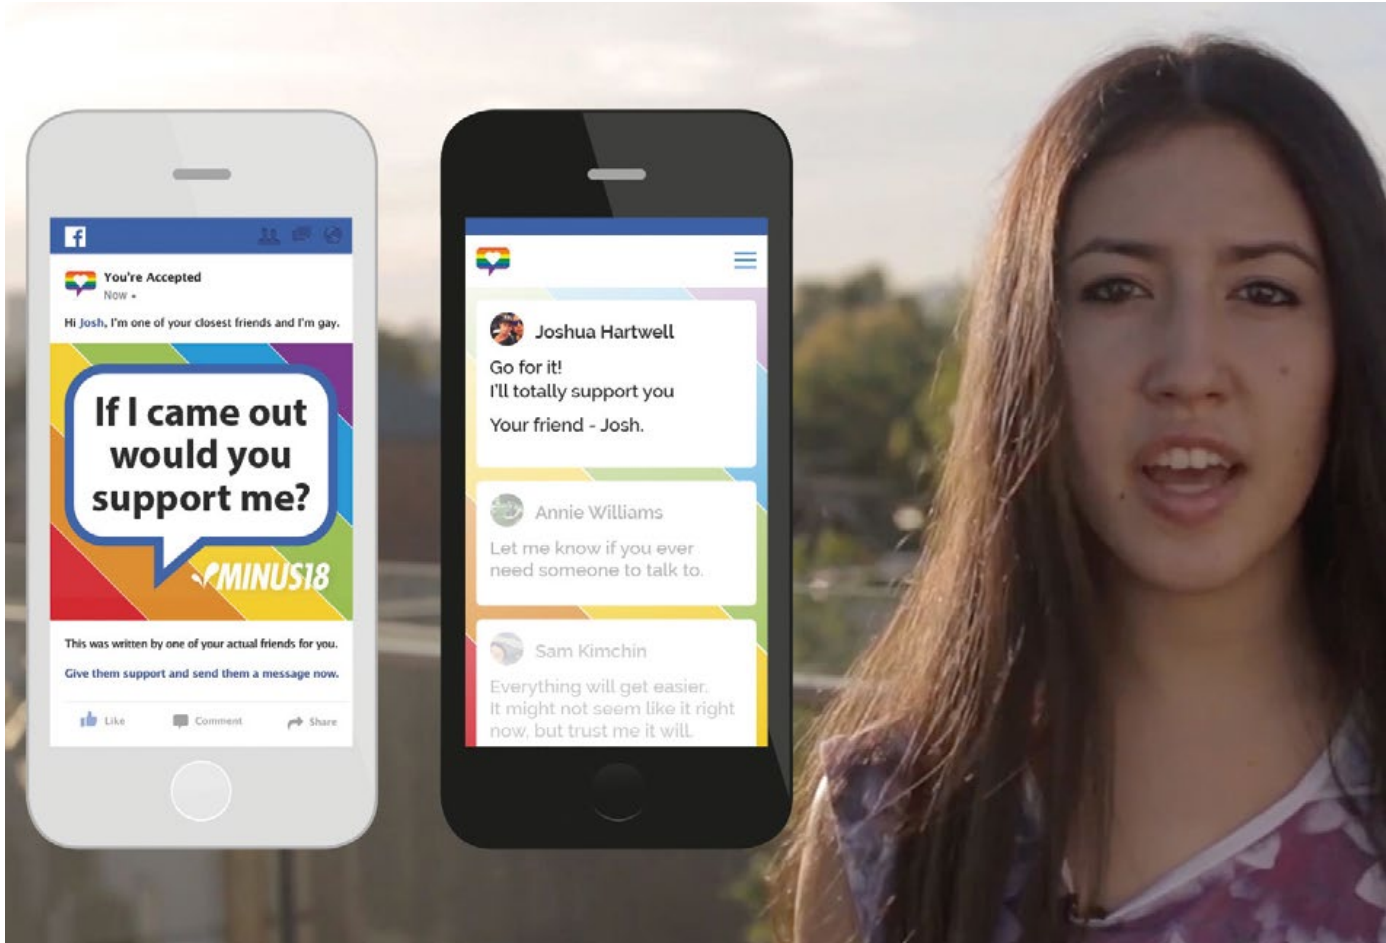 f
You're Accepted
Now
Hi Josh, I'm one of your closest friends and I'm gay.
If I came out
would you
support me?
MINUS18
This was written by one of your actual friends for you.
Give them support and send them a message now.
Like Comment Share
Joshua Hartwell
Go for it!
I'll totally support you
Your friend - Josh.
Annie Williams
Let me know if you ever
need someone to talk to.
Sam Kimchin
Everything will get easier.
It might not seem like it right
now, but trust me it will.